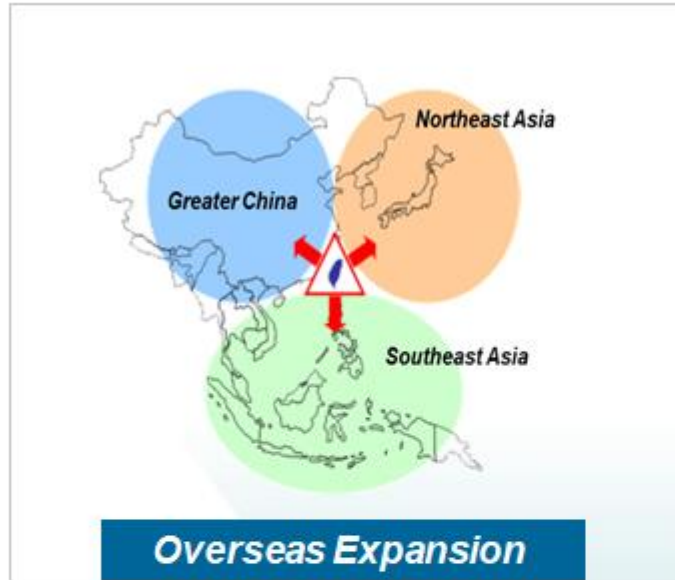 Northeast Asia
Greater China
Southeast Asia
Overseas Expansion